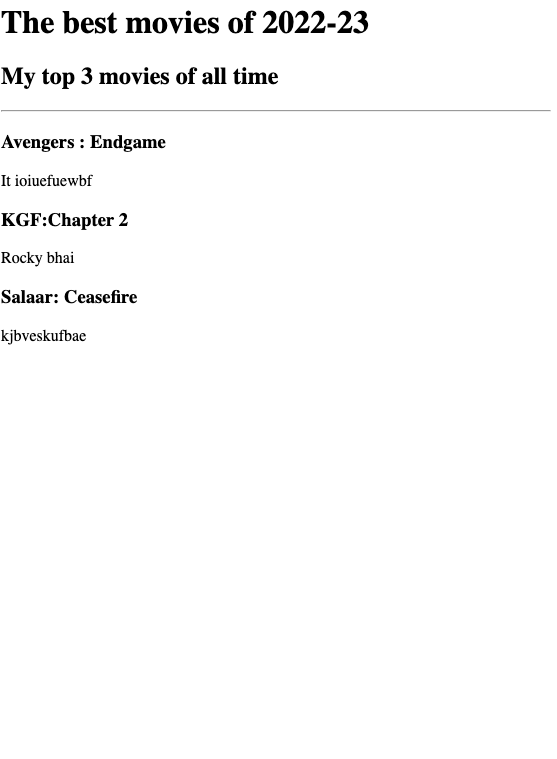 The best movies of 2022-23
My top 3 movies of all time
Avengers : Endgame
It ioiuefuewbf
KGF:Chapter 2
Rocky bhai
Salaar: Ceasefire
kjbveskufbae